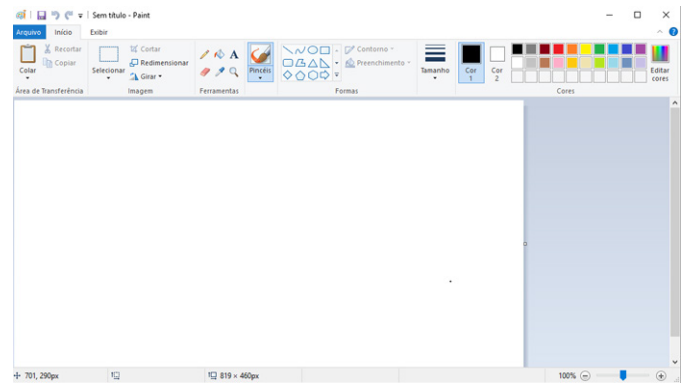 Sem título - Paint
Arquivo Início Exibir
Colar Recortar Copiar Selecionar Cortar Redimensionar Girar Pincéis Contorno Preenchimento Tamanho Cor 1 Cor 2 Editar cores
Área de Transferência Imagem Ferramentas Formas Cores
701, 290px 819 × 460px 100%